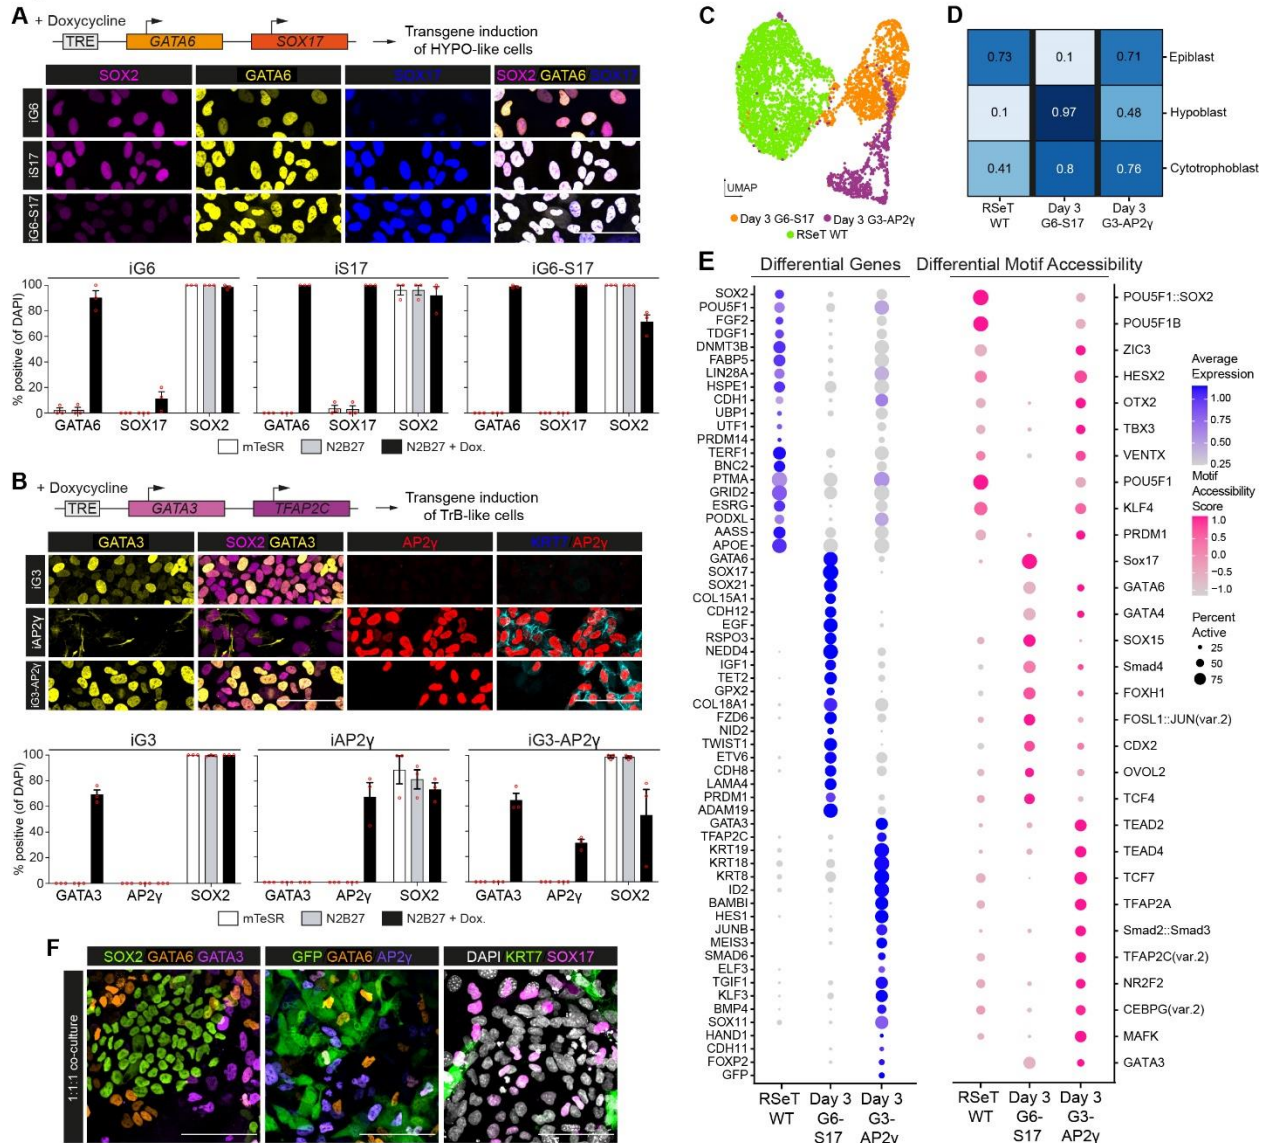 A
+ Doxycycline
TRE GATA6 SOX17
Transgene induction
of HYPO-like cells
SOX2 GATA6 SOX17 SOX2 GATA6 SOX17
iG6
iS17
iG6-S17
iG6 iS17 iG6-S17
% positive (of DAPI)
100
80
60
40
20
0
GATA6 SOX17 SOX2 GATA6 SOX17 SOX2 GATA6 SOX17 SOX2
mTeSR N2B27 N2B27 + Dox.
B
+ Doxycycline
TRE GATA3 TFAP2C
Transgene induction
of TrB-like cells
GATA3 SOX2 GATA3 AP2γ KRT7 AP2γ
iG3
iAP2γ
iG3-AP2γ
iG3 iAP2γ iG3-AP2γ
% positive (of DAPI)
100
80
60
40
20
0
GATA3 AP2γ SOX2 GATA3 AP2γ SOX2 GATA3 AP2γ SOX2
mTeSR N2B27 N2B27 + Dox.
C
UMAP
Day 3 G6-S17 Day 3 G3-AP2γ
RSeT WT
D
0.73 0.1 0.71 Epiblast
0.1 0.97 0.48 Hypoblast
0.41 0.8 0.76 Cytotrophoblast
RSeT
WT
Day 3
G6-S17
Day 3
G3-AP2γ
E
Differential Genes
SOX2
POU5F1
FGF2
TDGF1
DNMT3B
FABP5
LIN28A
HSPE1
CDH1
UBP1
UTF1
PRDM14
TERF1
BNC2
PTMA
GRID2
ESRG
PODXL
AASS
APOE
GATA6
SOX17
SOX21
COL15A1
CDH12
EGF
RSPO3
NEDD4
IGF1
TET2
GPX2
COL18A1
FZD6
NID2
TWIST1
ETV6
CDH8
LAMA4
PRDM1
ADAM19
GATA3
TFAP2C
KRT19
KRT18
KRT8
ID2
BAMBI
HES1
JUNB
MEIS3
SMAD6
ELF3
TGIF1
KLF3
BMP4
SOX11
HAND1
CDH11
FOXP2
GFP
RSeT
WT
Day 3
G6-
S17
Day 3
G3-
AP2γ
Differential Motif Accessibility
POU5F1::SOX2
POU5F1B
ZIC3
HESX2
OTX2
TBX3
VENTX
POU5F1
KLF4
PRDM1
Sox17
GATA6
GATA4
SOX15
Smad4
FOXH1
FOSL1::JUN(var.2)
CDX2
OVOL2
TCF4
TEAD2
TEAD4
TCF7
TFAP2A
Smad2::Smad3
TFAP2C(var.2)
NR2F2
CEBPG(var.2)
MAFK
GATA3
RSeT
WT
Day 3
G6-
S17
Day 3
G3-
AP2γ
Average
Expression
1.00
0.75
0.50
0.25
Motif
Accessibility
Score
1.0
0.5
0.0
−0.5
−1.0
Percent
Active
25
50
75
F
SOX2 GATA6 GATA3 GFP GATA6 AP2γ DAPI KRT7 SOX17
1:1:1 co-culture